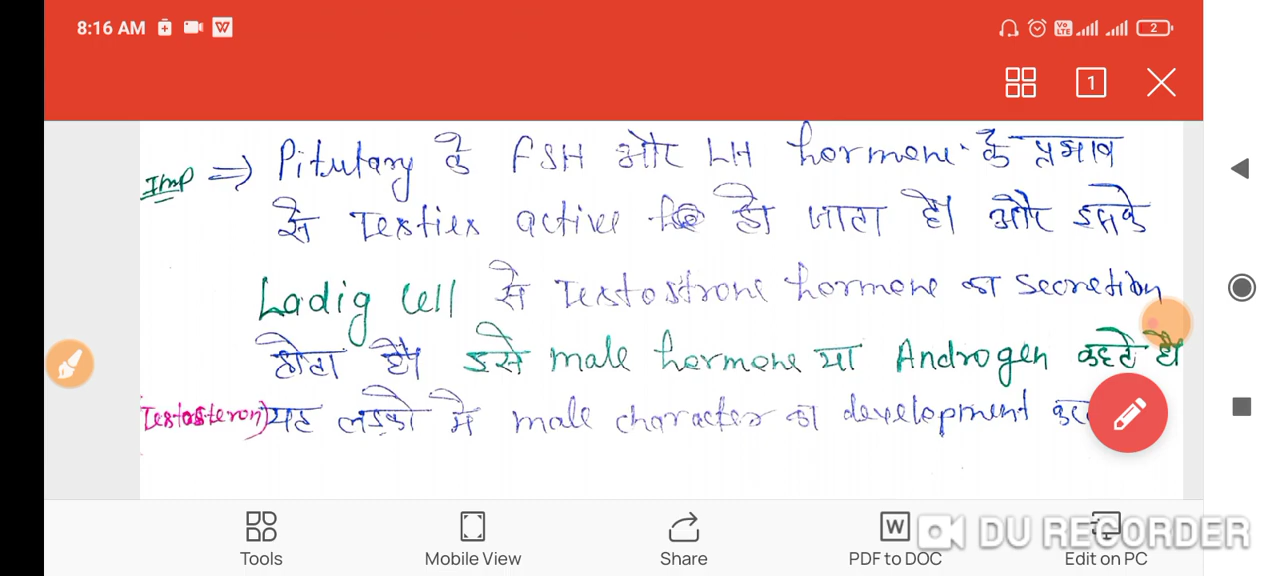 8:16 AM
2
1
Imp ⇒ Pitutary के FSH और LH hormone के प्रभाव
से Testies active हो जाता है। और इसके
Ladig Cell से Testostrone hormone का secretion
होता है। इसे male hormone या Androgen कहते है।
(Testosteron) यह लड़को मे male character का development
Tools
Mobile View
Share
W
PDF to DOC
Edit on PC
DU RECORDER